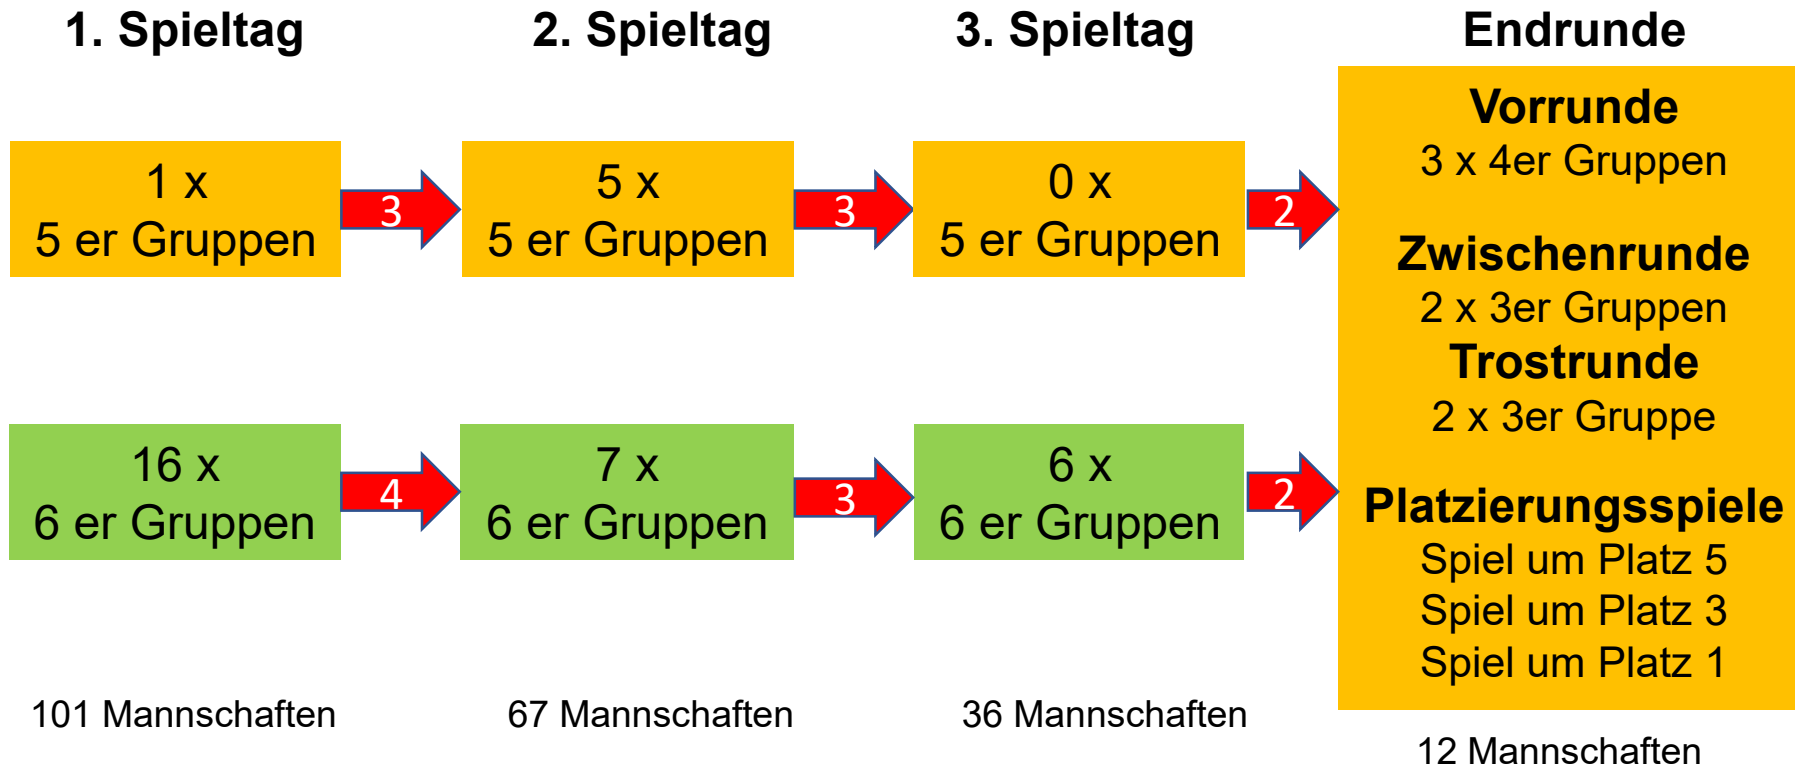 1. Spieltag
2. Spieltag
3. Spieltag
Endrunde
1 x
5 er Gruppen
3
5 x
5 er Gruppen
3
0 x
5 er Gruppen
2
16 x
6 er Gruppen
4
7 x
6 er Gruppen
3
6 x
6 er Gruppen
2
Vorrunde
3 x 4er Gruppen
Zwischenrunde
2 x 3er Gruppen
Trostrunde
2 x 3er Gruppe
Platzierungsspiele
Spiel um Platz 5
Spiel um Platz 3
Spiel um Platz 1
101 Mannschaften
67 Mannschaften
36 Mannschaften
12 Mannschaften